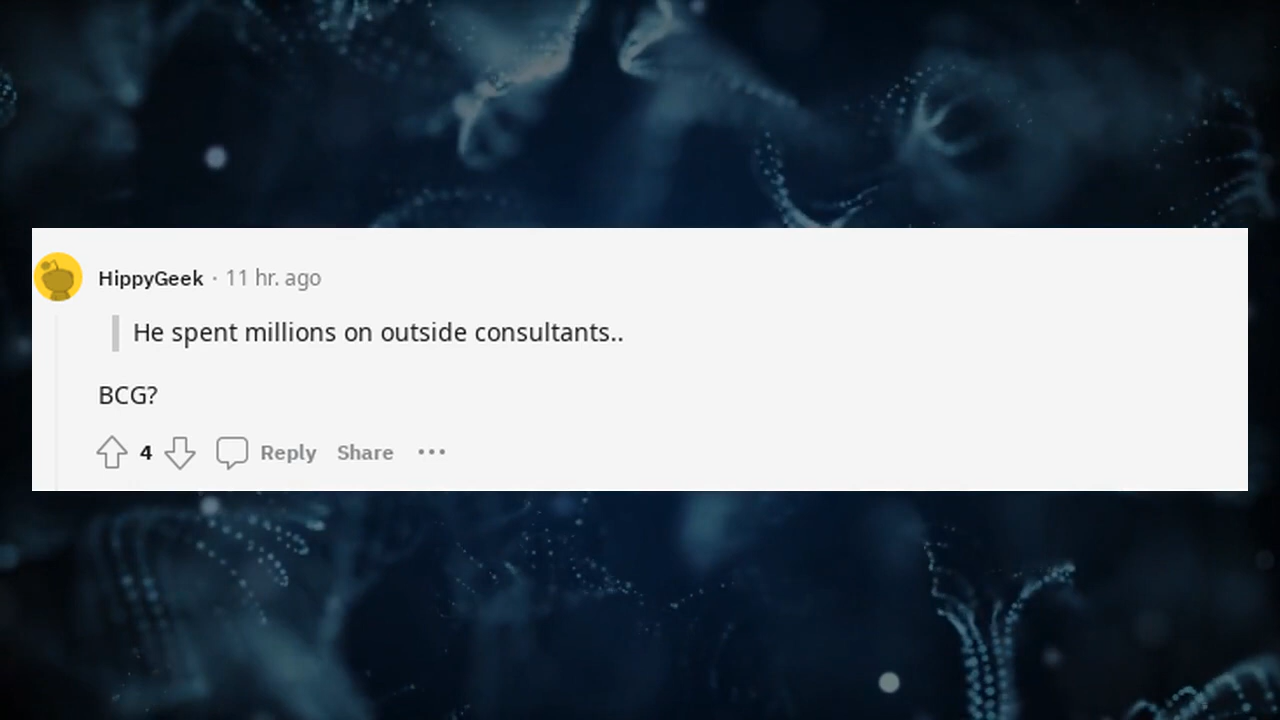 HippyGeek · 11 hr. ago
He spent millions on outside consultants..
BCG?
4 Reply Share •••